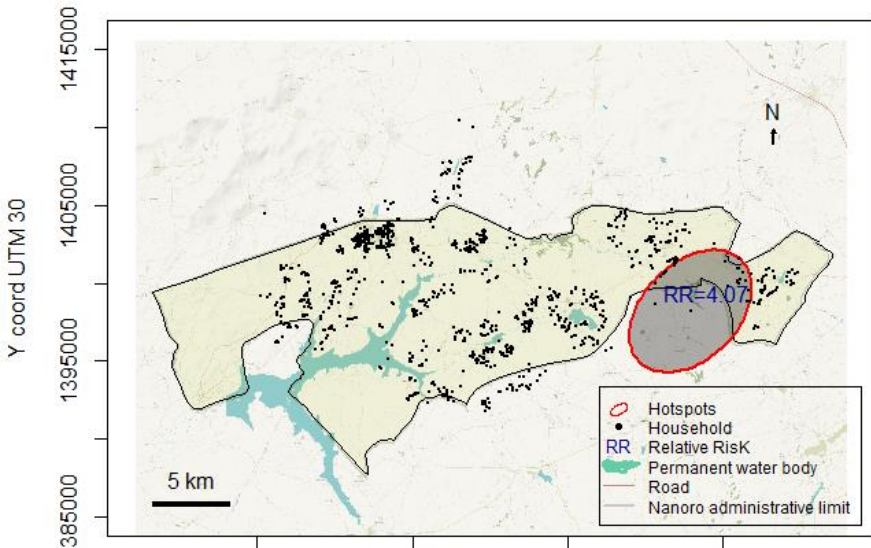 1415000
1405000
1395000
385000
Y coord UTM 30
N
RR=4.07
5 km
Hotspots
Household
RR Relative RisK
Permanent water body
Road
Nanoro administrative limit